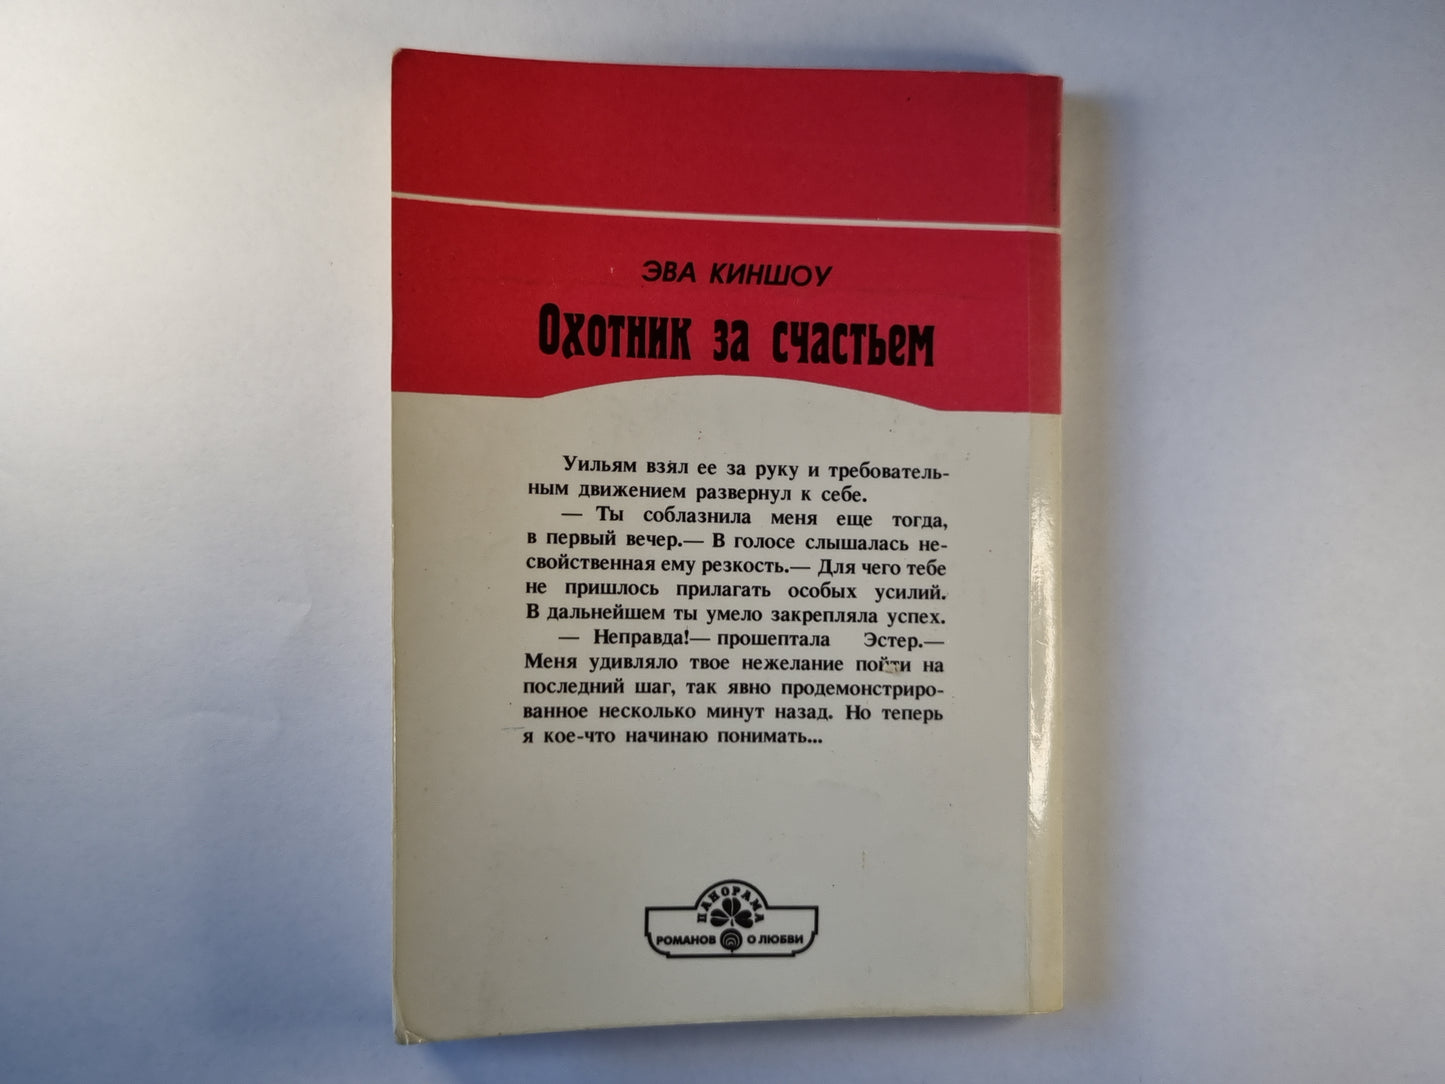 ЭВА КИНШОУ
Охотник за счастьем
Уильям взял ее за руку и требователь-
ным движением развернул к себе.
— Ты соблазнила меня еще тогда,
в первый вечер.— В голосе слышалась не-
свойственная ему резкость.— Для чего тебе
не пришлось прилагать особых усилий.
В дальнейшем ты умело закрепляла успех.
— Неправда!— прошептала Эстер.—
Меня удивляло твое нежелание пойти на
последний шаг, так явно продемонстриро-
ванное несколько минут назад. Но теперь
я кое-что начинаю понимать...
ПАНОРАМА
РОМАНОВ О ЛЮБВИ